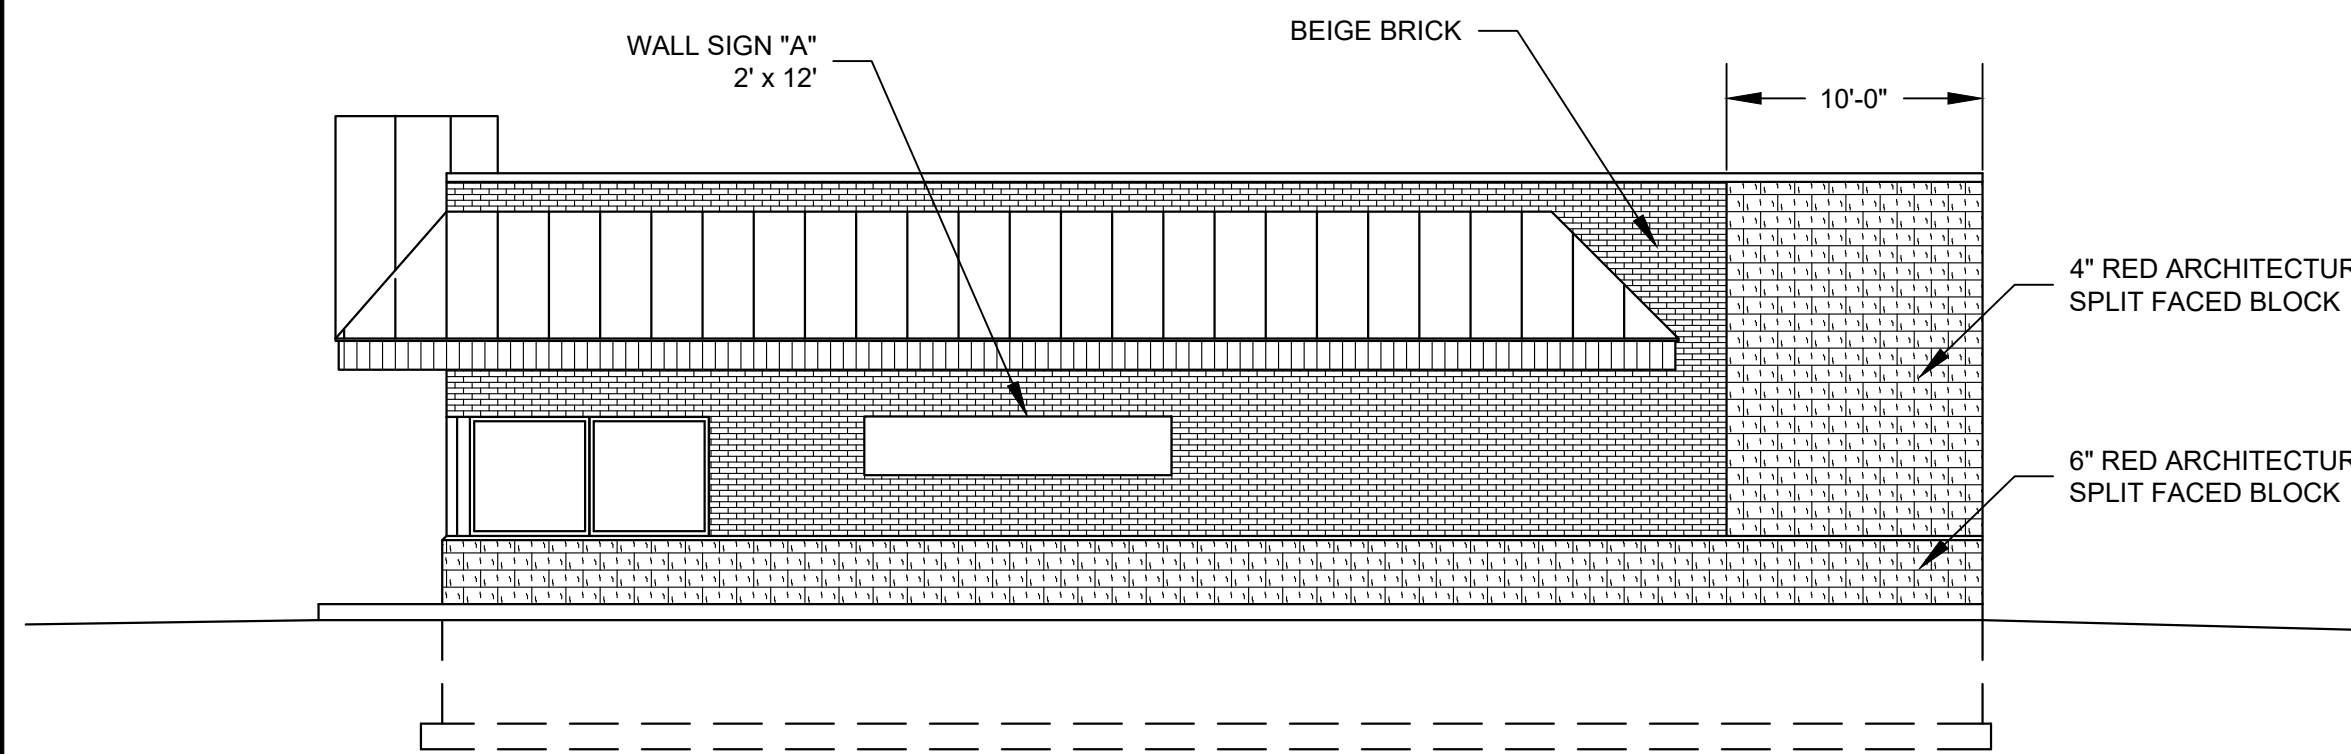 WALL SIGN "A"
2' x 12'
BEIGE BRICK
10'-0"
4" RED ARCHITECTUR
SPLIT FACED BLOCK
6" RED ARCHITECTUR
SPLIT FACED BLOCK